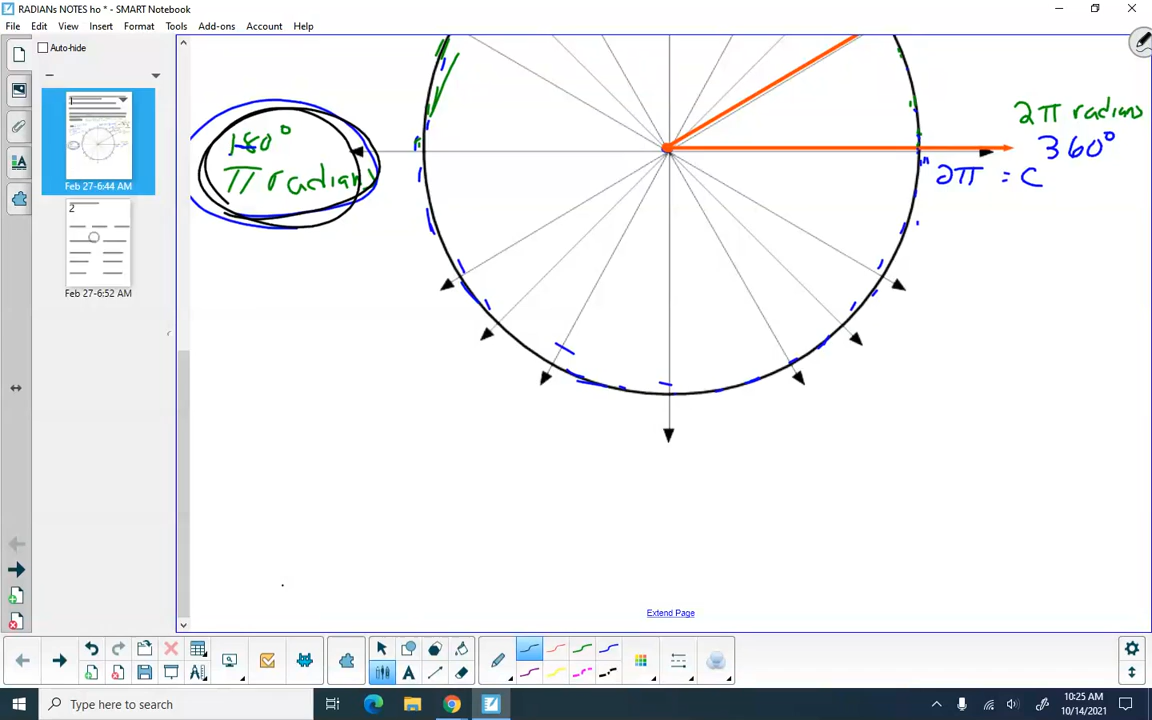 RADIANs NOTES ho * - SMART Notebook
File Edit View Insert Format Tools Add-ons Account Help
Auto-hide
1
Feb 27-6:44 AM
2
Feb 27-6:52 AM
180°
π radians
2π radians
360°
2π = C
Extend Page
Type here to search
10:25 AM
10/14/2021